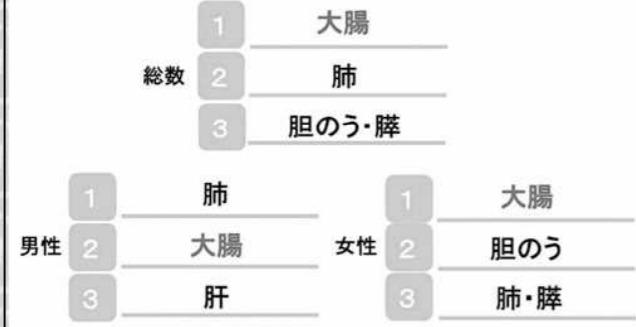 1 大腸
総数 2 肺
3 胆のう・膵
1 肺
男性 2 大腸
3 肝
1 大腸
女性 2 胆のう
3 肺・膵